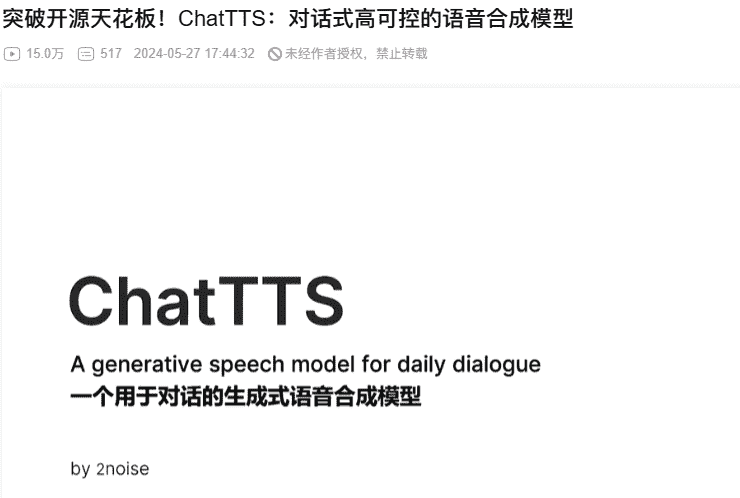 突破开源天花板！ChatTTS：对话式高可控的语音合成模型
15.0万 517 2024-05-27 17:44:32 未经作者授权，禁止转载
ChatTTS
A generative speech model for daily dialogue
一个用于对话的生成式语音合成模型
by 2noise